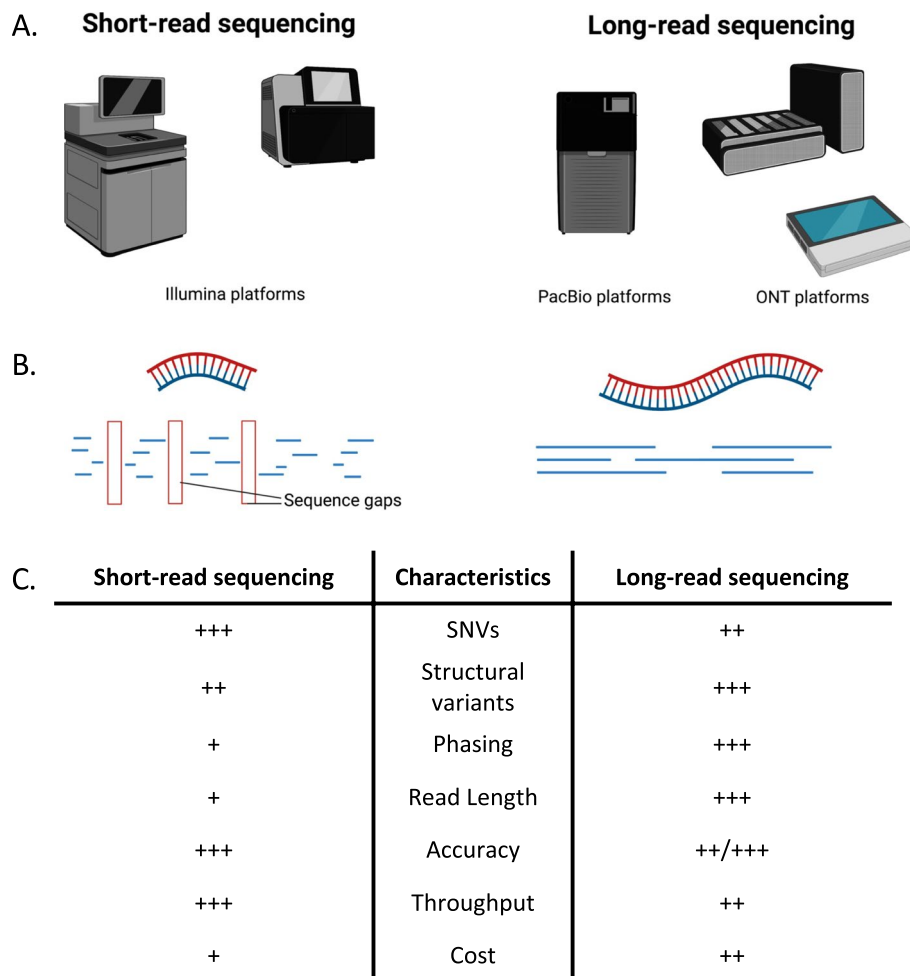 A.
Short-read sequencing
Long-read sequencing
Illumina platforms
PacBio platforms
ONT platforms
B.
Sequence gaps
C.
Short-read sequencing
Characteristics
Long-read sequencing
+++
SNVs
++
++
Structural
variants
+++
+
Phasing
+++
+
Read Length
+++
+++
Accuracy
++/+++
+++
Throughput
++
+
Cost
++